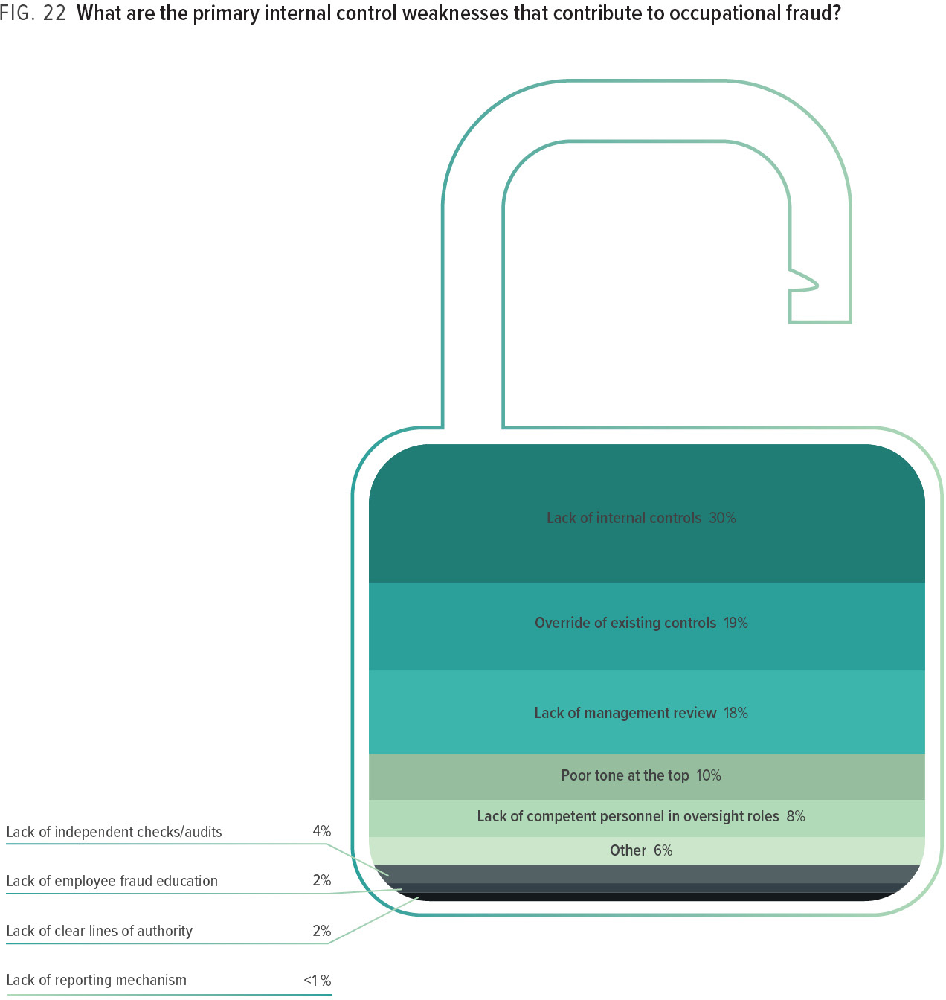 FIG. 22 What are the primary internal control weaknesses that contribute to occupational fraud?
Lack of internal controls 30%
Override of existing controls 19%
Lack of management review 18%
Poor tone at the top 10%
Lack of competent personnel in oversight roles 8%
Other 6%
Lack of independent checks/audits 4%
Lack of employee fraud education 2%
Lack of clear lines of authority 2%
Lack of reporting mechanism <1%